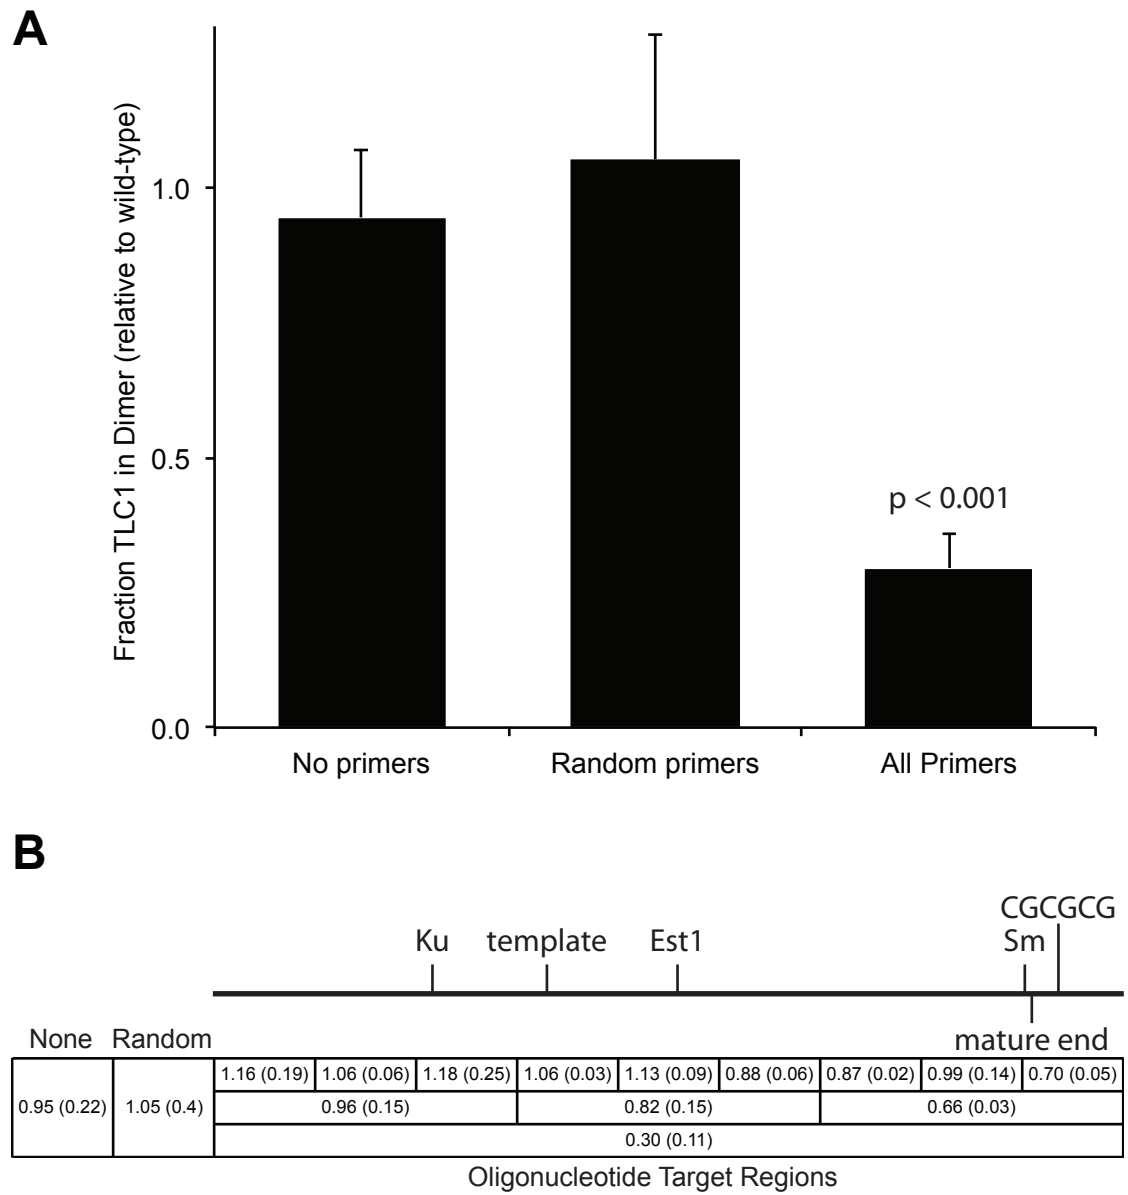 A
Fraction TLC1 in Dimer (relative to wild-type)
1.0
0.5
0.0
p < 0.001
No primers Random primers All Primers
B
CGCGCG
Ku template Est1 Sm
mature end
None Random
1.16 (0.19) 1.06 (0.06) 1.18 (0.25) 1.06 (0.03) 1.13 (0.09) 0.88 (0.06) 0.87 (0.02) 0.99 (0.14) 0.70 (0.05)
0.95 (0.22) 1.05 (0.4) 0.96 (0.15) 0.82 (0.15) 0.66 (0.03)
0.30 (0.11)
Oligonucleotide Target Regions